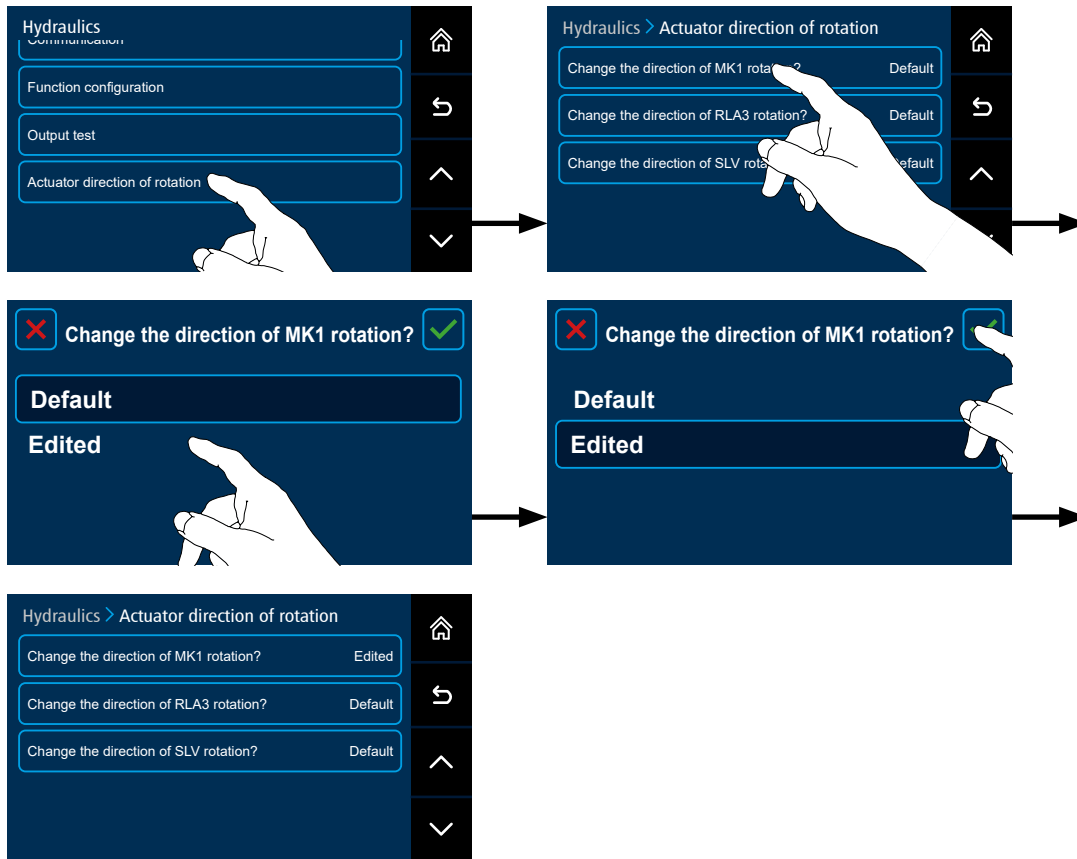 Hydraulics
Communication
Function configuration
Output test
Actuator direction of rotation
Hydraulics > Actuator direction of rotation
Change the direction of MK1 Default
Change the direction of RLA3 rotation? Default
Change the direction of SLV
Change the direction of MK1 rotation?
Default
Edited
Change the direction of MK1 rotation?
Default
Edited
Hydraulics > Actuator direction of rotation
Change the direction of MK1 rotation? Edited
Change the direction of RLA3 rotation? Default
Change the direction of SLV rotation? Default